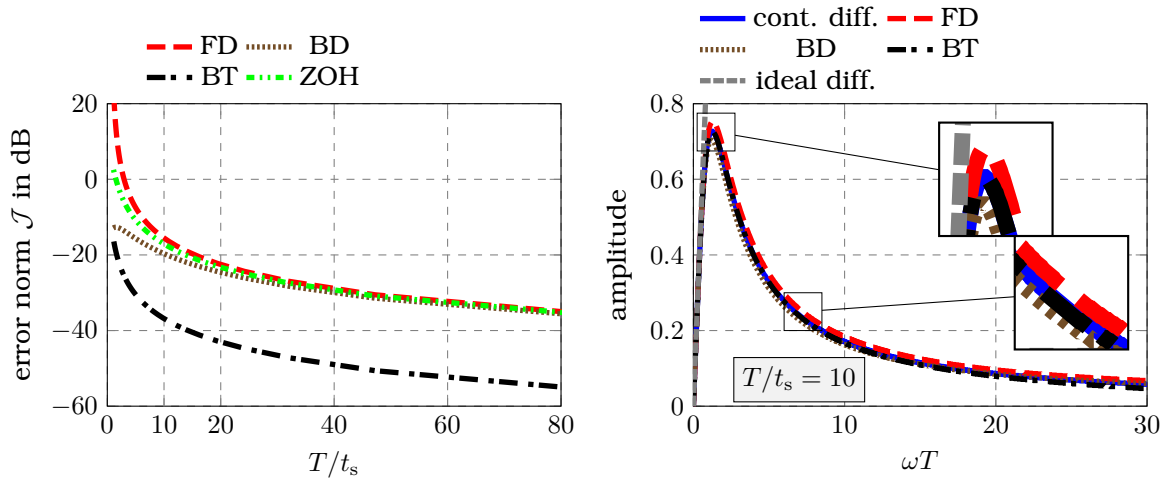 FD BD
BT ZOH
error norm 𝒥 in dB
20
0
−20
−40
−60
0 10 20 40 60 80
T/tₛ
cont. diff. FD
BD BT
ideal diff.
amplitude
0.8
0.6
0.4
0.2
0
T/tₛ = 10
0 10 20 30
ωT